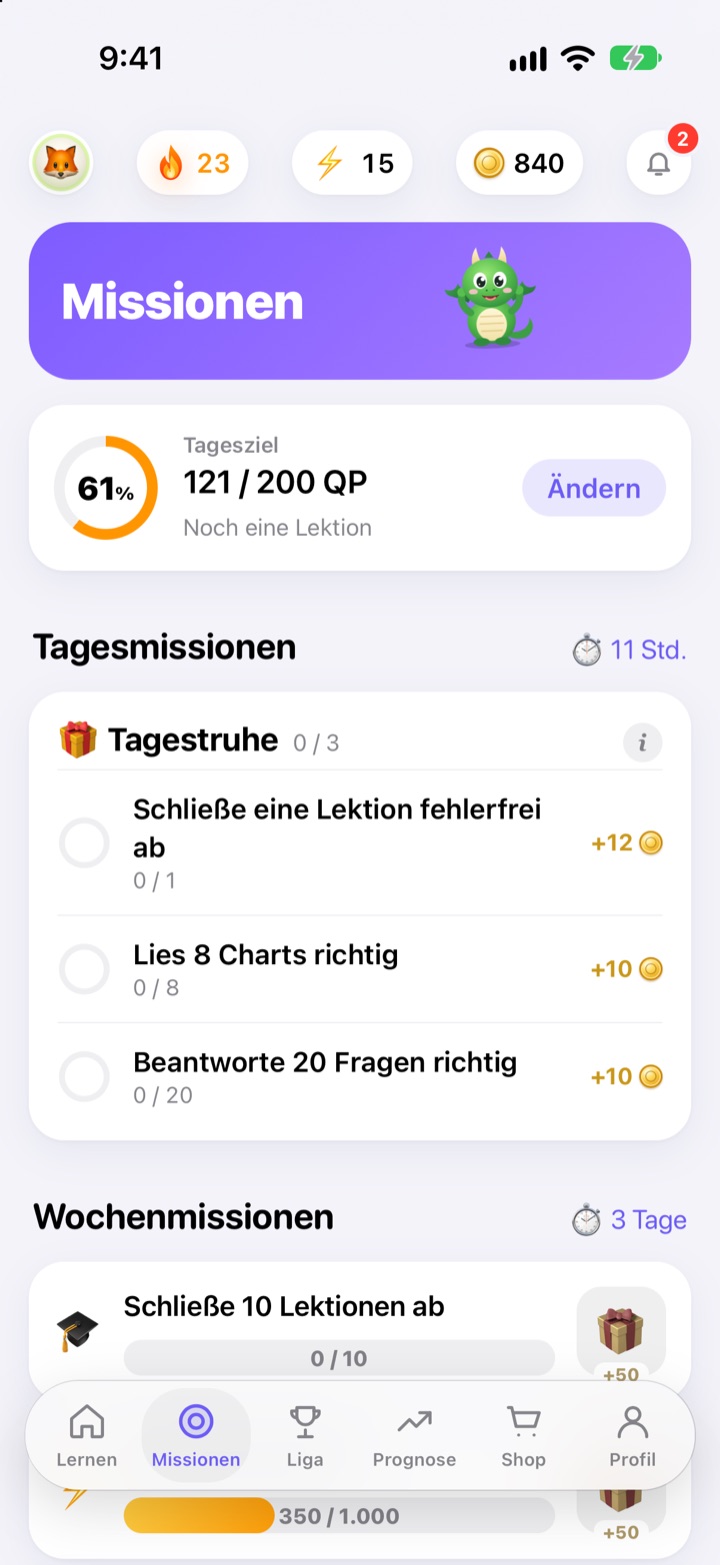 9:41
23
15
840
2
Missionen
61%
Tagesziel
121 / 200 QP
Noch eine Lektion
Ändern
Tagesmissionen
11 Std.
Tagestruhe 0 / 3
i
Schließe eine Lektion fehlerfrei
ab
0 / 1
+12
Lies 8 Charts richtig
0 / 8
+10
Beantworte 20 Fragen richtig
0 / 20
+10
Wochenmissionen
3 Tage
Schließe 10 Lektionen ab
0 / 10
+50
Lernen
Missionen
Liga
Prognose
Shop
Profil
350 / 1.000
+50